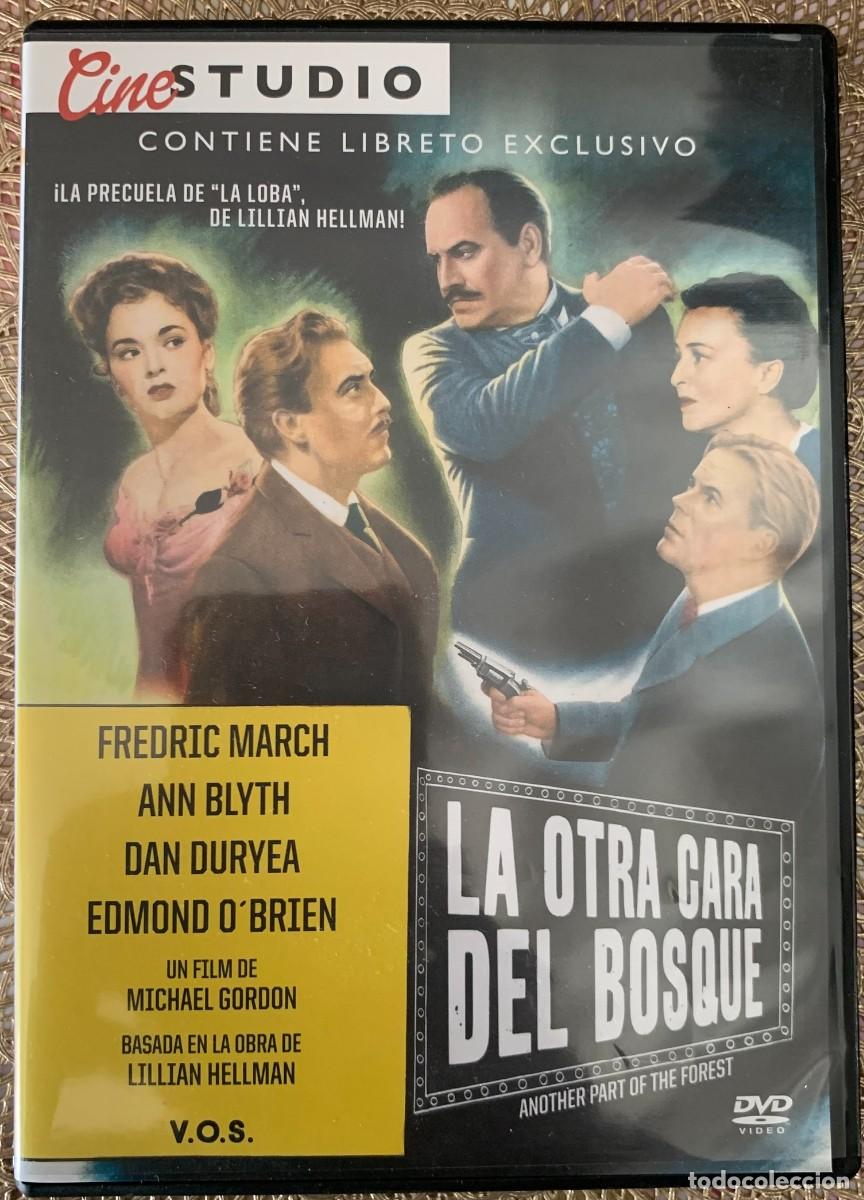 Cine STUDIO
CONTIENE LIBRETO EXCLUSIVO
¡LA PRECUELA DE “LA LOBA”,
DE LILLIAN HELLMAN!
FREDRIC MARCH
ANN BLYTH
DAN DURYEA
EDMOND O´BRIEN
UN FILM DE
MICHAEL GORDON
BASADA EN LA OBRA DE
LILLIAN HELLMAN
V.O.S.
LA OTRA CARA
DEL BOSQUE
ANOTHER PART OF THE FOREST
DVD
VIDEO
todocoleccion